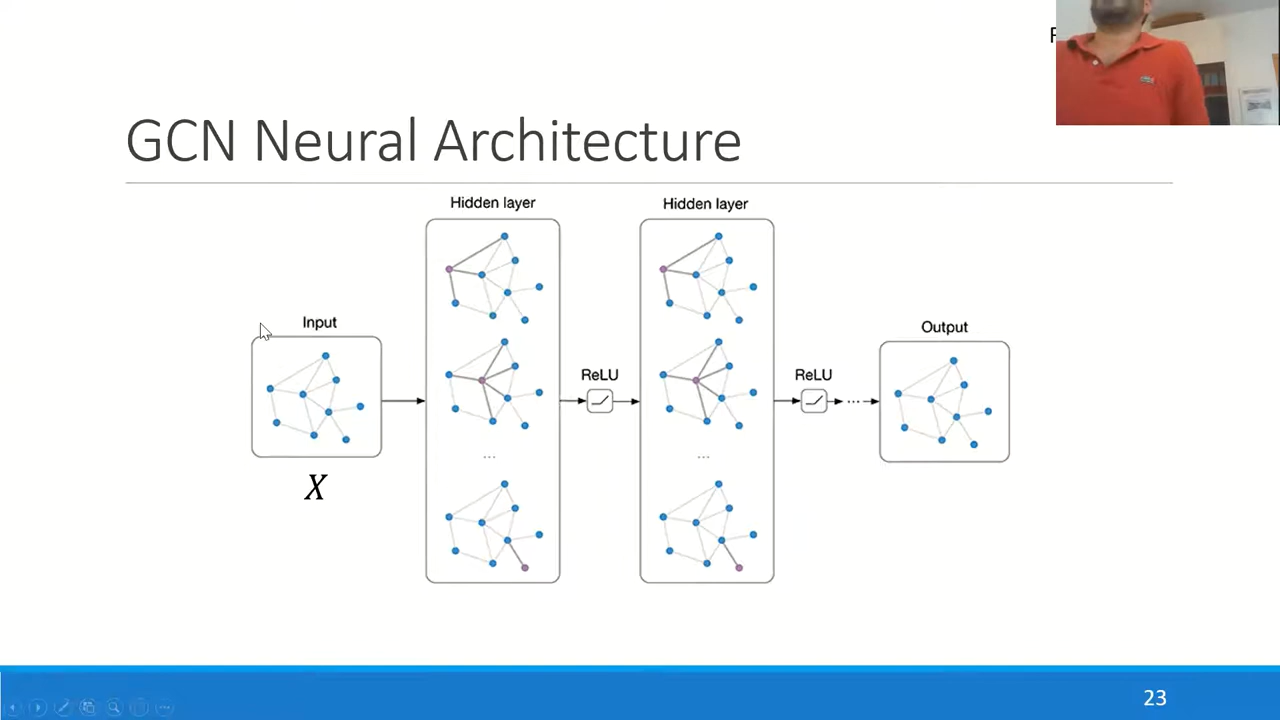 GCN Neural Architecture
Hidden layer
Hidden layer
Input
Output
ReLU
ReLU
...
...
...
X
23